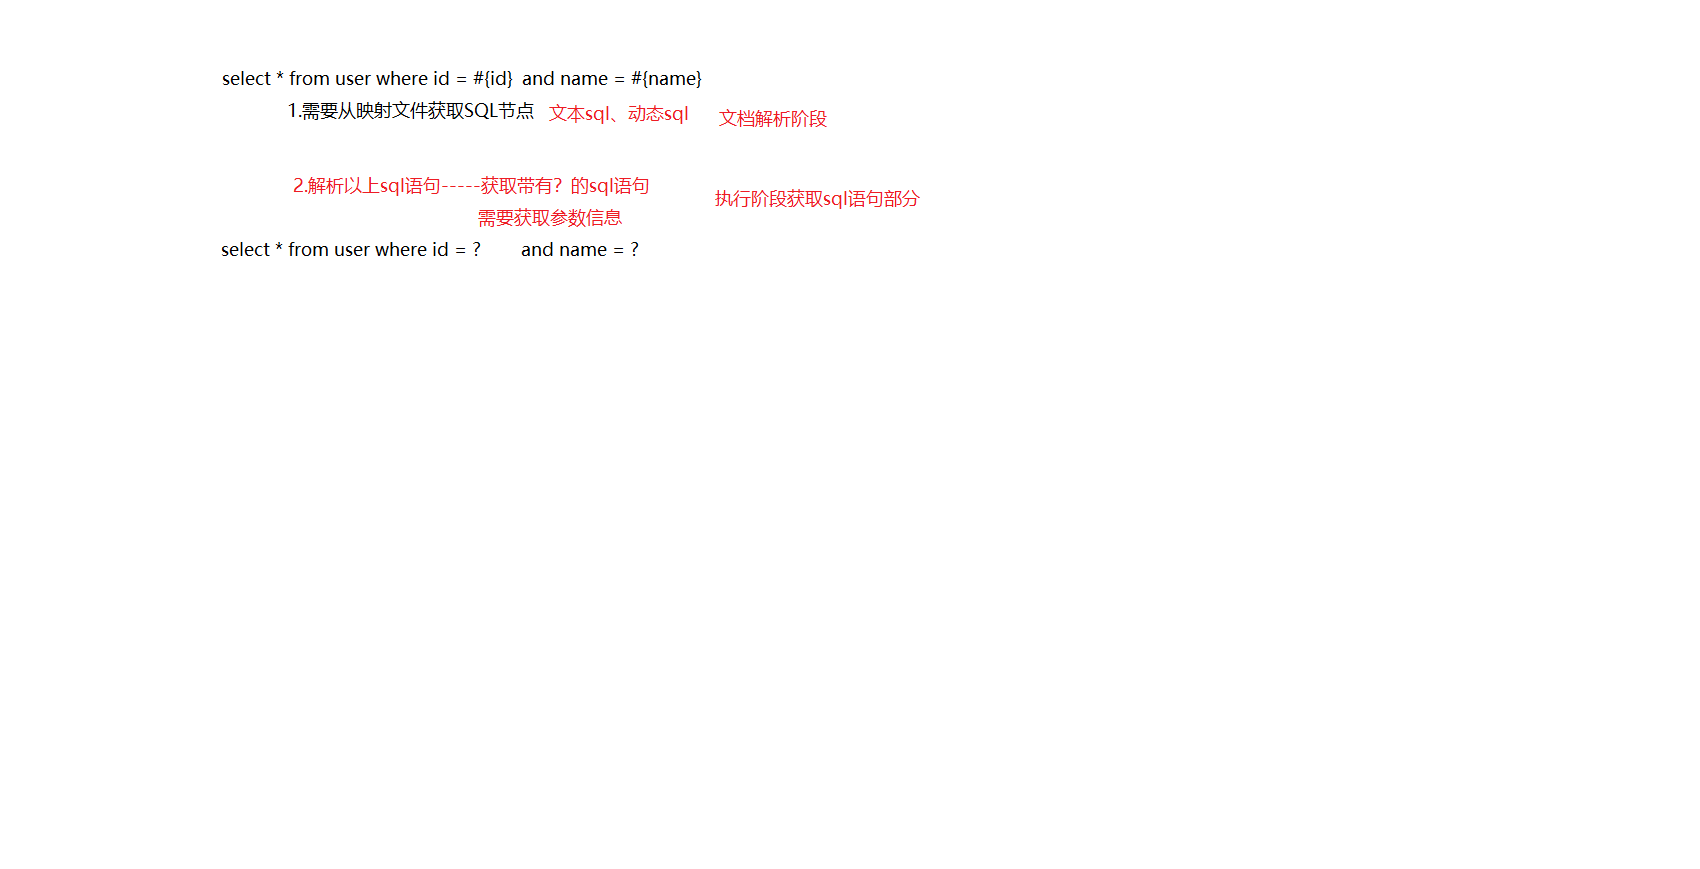 select * from user where id = #{id}  and name = #{name}
1.需要从映射文件获取SQL节点  文本sql、动态sql  文档解析阶段
2.解析以上sql语句-----获取带有？的sql语句
执行阶段获取sql语句部分
需要获取参数信息
select * from user where id = ?  and name = ?